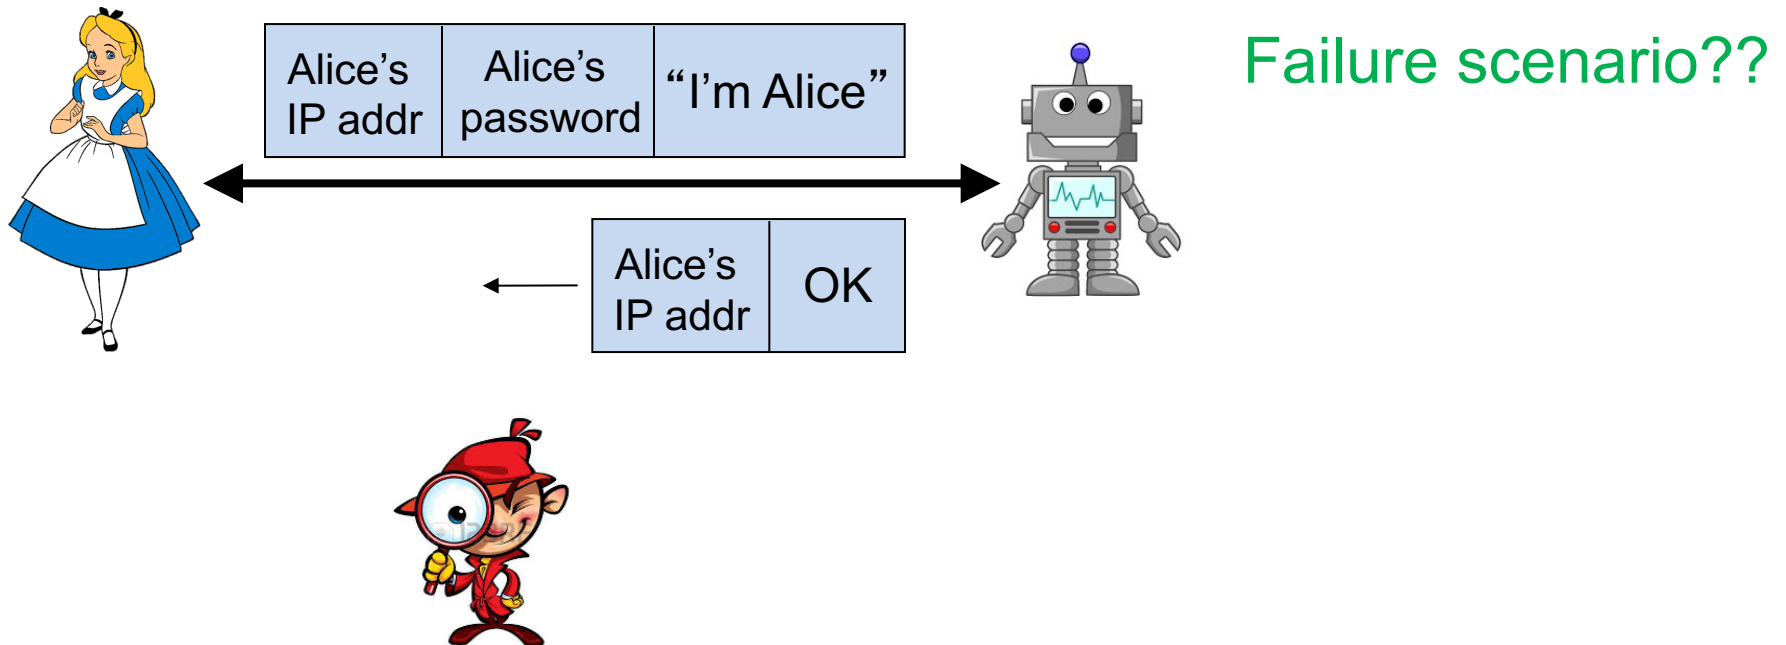 Alice’s
IP addr
Alice’s
password
“I’m Alice”
Failure scenario??
Alice’s
IP addr
OK